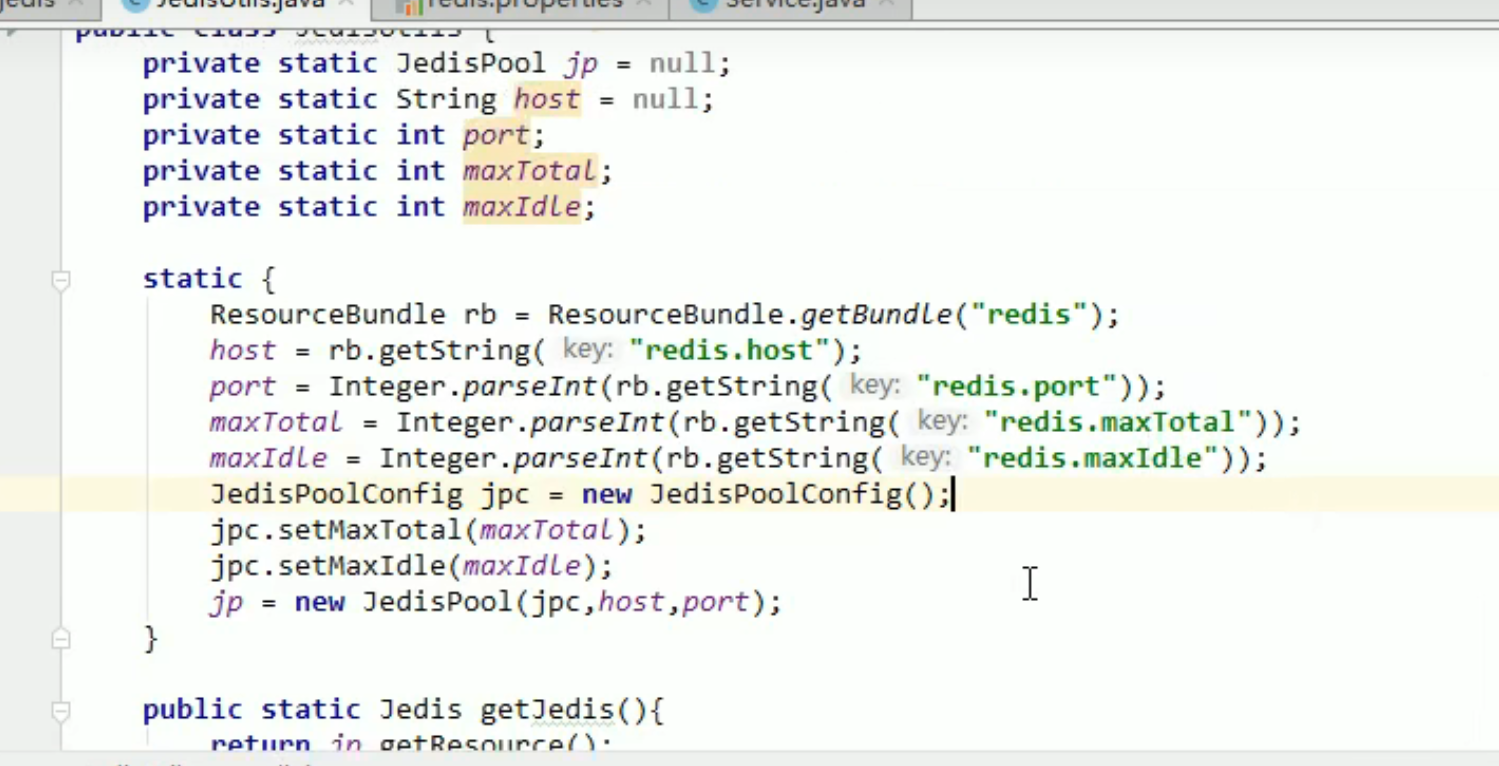 jedis JedisUtils.java redis.properties Service.java
public class JedisUtils {
private static JedisPool jp = null;
private static String host = null;
private static int port;
private static int maxTotal;
private static int maxIdle;
static {
ResourceBundle rb = ResourceBundle.getBundle("redis");
host = rb.getString( key: "redis.host");
port = Integer.parseInt(rb.getString( key: "redis.port"));
maxTotal = Integer.parseInt(rb.getString( key: "redis.maxTotal"));
maxIdle = Integer.parseInt(rb.getString( key: "redis.maxIdle"));
JedisPoolConfig jpc = new JedisPoolConfig();
jpc.setMaxTotal(maxTotal);
jpc.setMaxIdle(maxIdle);
jp = new JedisPool(jpc,host,port);
}
public static Jedis getJedis(){
return jp.getResource();